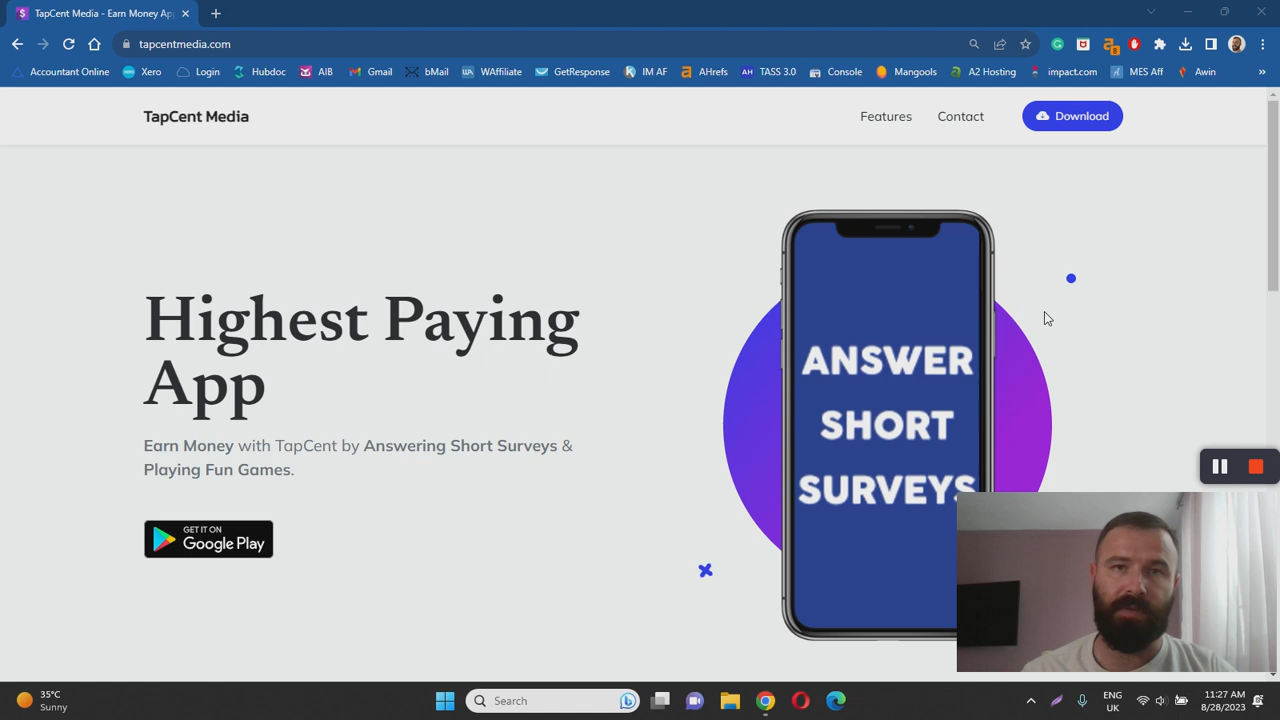 TapCent Media - Earn Money Ap
tapcentmedia.com
Accountant Online
Xero
Login
Hubdoc
AIB
Gmail
bMail
WAffiliate
GetResponse
IM AF
AHrefs
TASS 3.0
Console
Mangools
A2 Hosting
impact.com
MES Aff
Awin
»
TapCent Media
Features
Contact
Download
Highest Paying
App
Earn Money with TapCent by Answering Short Surveys &
Playing Fun Games.
GET IT ON
Google Play
ANSWER
SHORT
SURVEYS
35°C
Sunny
Search
ENG
UK
11:27 AM
8/28/2023